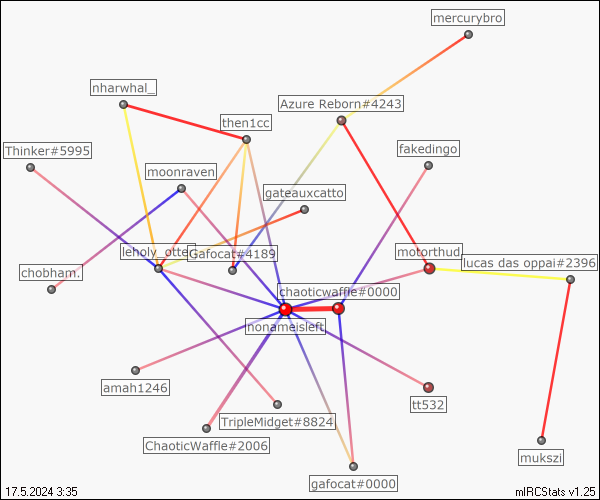 mercurybro
nharwhal_
Azure Reborn#4243
then1cc
Thinker#5995
fakedingo
moonraven
gateauxcatto
leholy_otte
Gafocat#4189
motorthud
chobham.
lucas das oppai#2396
chaoticwaffle#0000
nonameisleft
amah1246
tt532
TripleMidget#8824
ChaoticWaffle#2006
mukszi
gafocat#0000
17.5.2024 3:35
mIRCStats v1.25